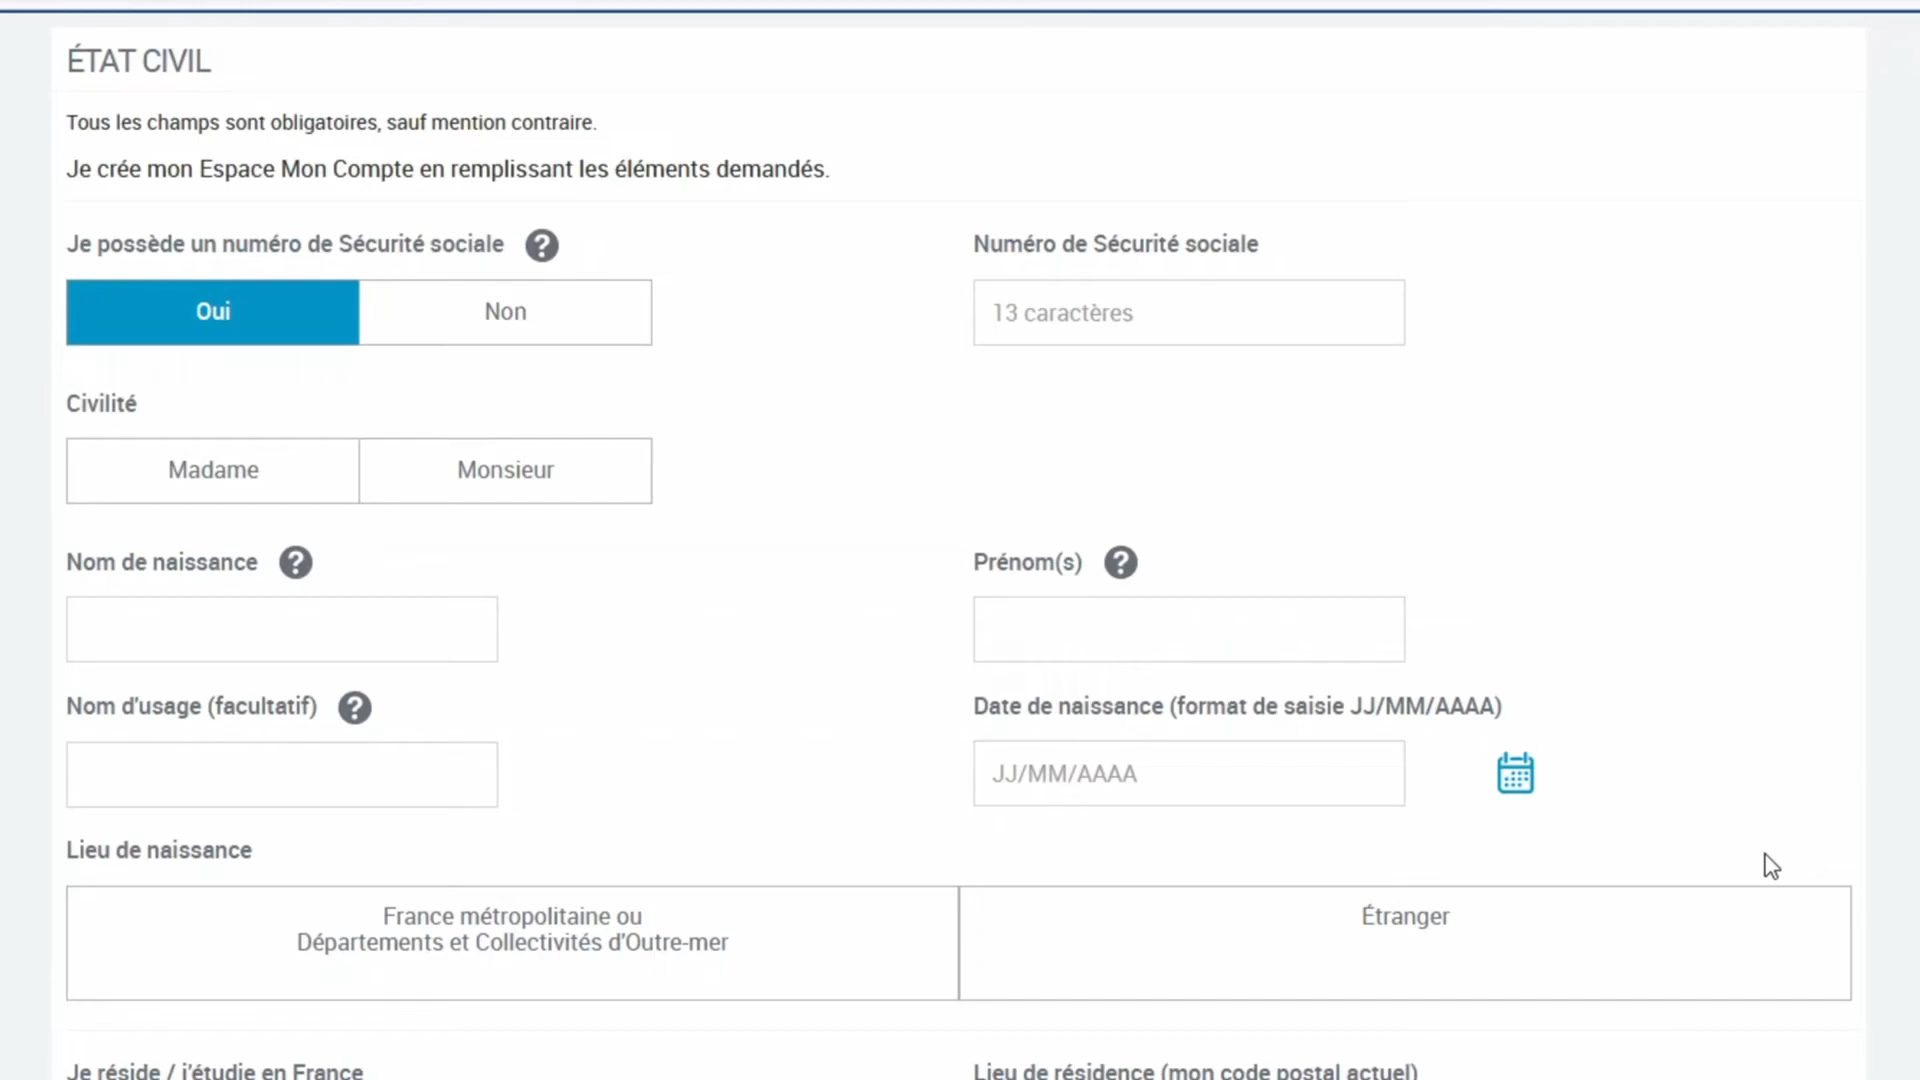 ÉTAT CIVIL
Tous les champs sont obligatoires, sauf mention contraire.
Je crée mon Espace Mon Compte en remplissant les éléments demandés.
Je possède un numéro de Sécurité sociale ?
Numéro de Sécurité sociale
Oui
Non
13 caractères
Civilité
Madame
Monsieur
Nom de naissance ?
Prénom(s) ?
Nom d'usage (facultatif) ?
Date de naissance (format de saisie JJ/MM/AAAA)
JJ/MM/AAAA
Lieu de naissance
France métropolitaine ou
Départements et Collectivités d'Outre-mer
Étranger
Je réside / j'étudie en France
Lieu de résidence (mon code postal actuel)